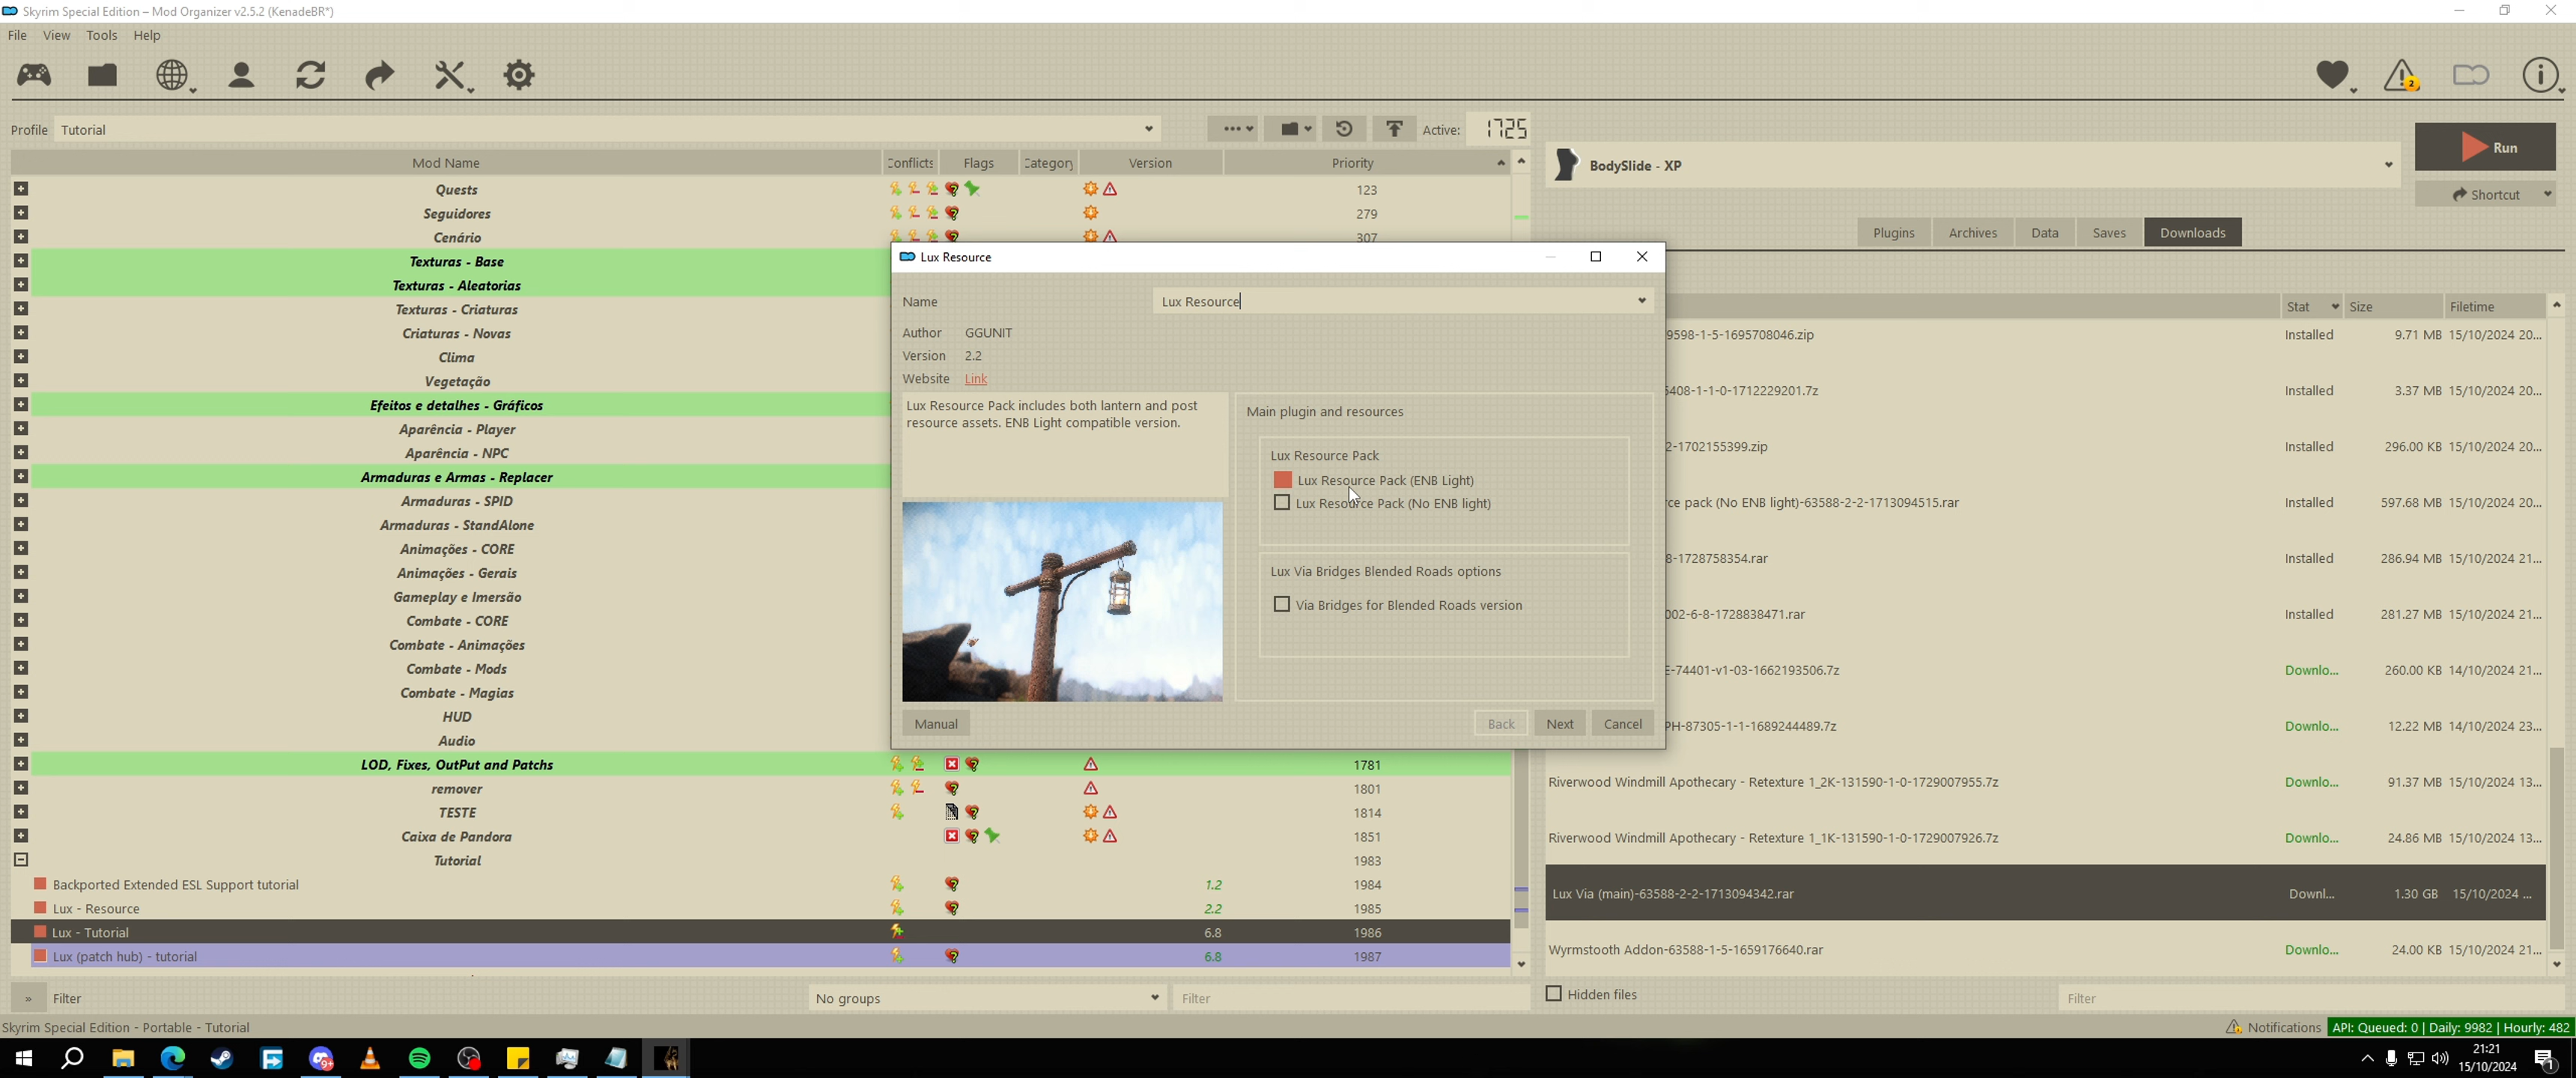 Skyrim Special Edition – Mod Organizer v2.5.2 (KenadeBR*)
File View Tools Help
Profile Tutorial Active: 1725
Mod Name Conflicts Flags Category Version Priority
Quests 123
Seguidores 279
Cenário 307
Texturas - Base
Texturas - Aleatorias
Texturas - Criaturas
Criaturas - Novas
Clima
Vegetação
Efeitos e detalhes - Gráficos
Aparência - Player
Aparência - NPC
Armaduras e Armas - Replacer
Armaduras - SPID
Armaduras - StandAlone
Animações - CORE
Animações - Gerais
Gameplay e Imersão
Combate - CORE
Combate - Animações
Combate - Mods
Combate - Magias
HUD
Audio
LOD, Fixes, OutPut and Patchs 1781
remover 1801
TESTE 1814
Caixa de Pandora 1851
Tutorial 1983
Backported Extended ESL Support tutorial 1.2 1984
Lux - Resource 2.2 1985
Lux - Tutorial 6.8 1986
Lux (patch hub) - tutorial 6.8 1987
» Filter No groups Filter
Lux Resource
Name Lux Resource
Author GGUNIT
Version 2.2
Website Link
Lux Resource Pack includes both lantern and post
resource assets. ENB Light compatible version.
Main plugin and resources
Lux Resource Pack
Lux Resource Pack (ENB Light)
Lux Resource Pack (No ENB light)
Lux Via Bridges Blended Roads options
Via Bridges for Blended Roads version
Manual Back Next Cancel
BodySlide - XP
Run
Shortcut
Plugins Archives Data Saves Downloads
Stat Size Filetime
9598-1-5-1695708046.zip Installed 9.71 MB 15/10/2024 20...
5408-1-1-0-1712229201.7z Installed 3.37 MB 15/10/2024 20...
2-1702155399.zip Installed 296.00 KB 15/10/2024 20...
ce pack (No ENB light)-63588-2-2-1713094515.rar Installed 597.68 MB 15/10/2024 20...
8-1728758354.rar Installed 286.94 MB 15/10/2024 21...
002-6-8-1728838471.rar Installed 281.27 MB 15/10/2024 21...
E-74401-v1-03-1662193506.7z Downlo... 260.00 KB 14/10/2024 21...
PH-87305-1-1-1689244489.7z Downlo... 12.22 MB 14/10/2024 23...
Riverwood Windmill Apothecary - Retexture 1_2K-131590-1-0-1729007955.7z Downlo... 91.37 MB 15/10/2024 13...
Riverwood Windmill Apothecary - Retexture 1_1K-131590-1-0-1729007926.7z Downlo... 24.86 MB 15/10/2024 13...
Lux Via (main)-63588-2-2-1713094342.rar Downl... 1.30 GB 15/10/2024 ...
Wyrmstooth Addon-63588-1-5-1659176640.rar Downlo... 24.00 KB 15/10/2024 21...
Hidden files Filter
Skyrim Special Edition - Portable - Tutorial Notifications API: Queued: 0 | Daily: 9982 | Hourly: 482
21:21
15/10/2024